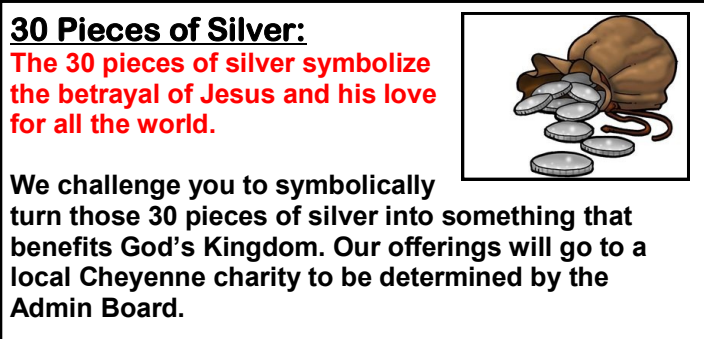 30 Pieces of Silver:
The 30 pieces of silver symbolize
the betrayal of Jesus and his love
for all the world.
We challenge you to symbolically
turn those 30 pieces of silver into something that
benefits God’s Kingdom. Our offerings will go to a
local Cheyenne charity to be determined by the
Admin Board.